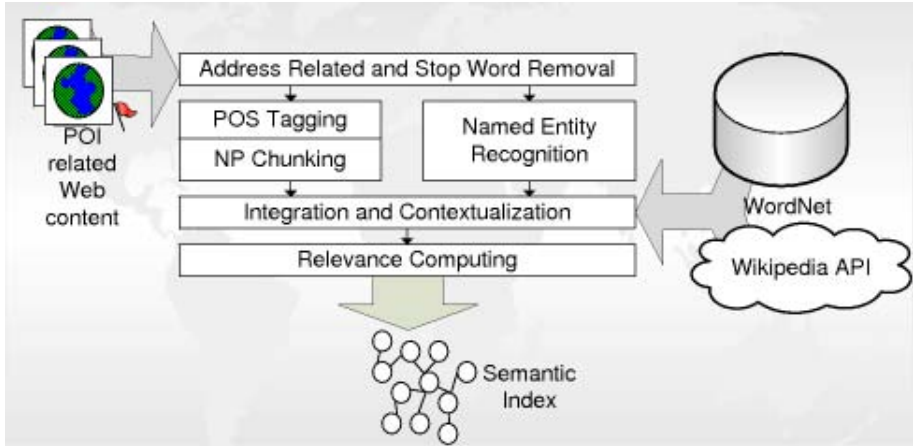 Address Related and Stop Word Removal
POS Tagging
NP Chunking
Named Entity
Recognition
POI
related
Web
content
Integration and Contextualization
WordNet
Relevance Computing
Wikipedia API
Semantic
Index